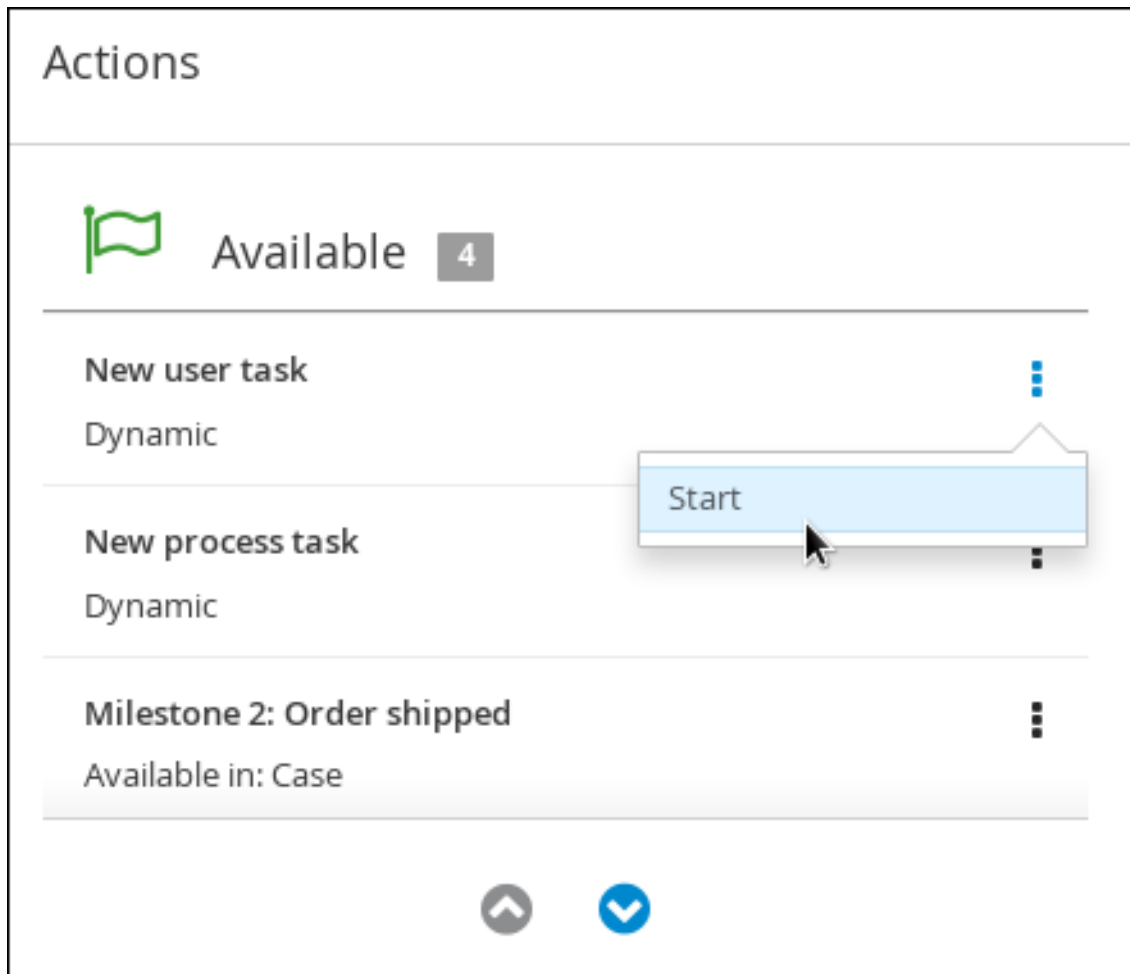 Actions
Available 4
New user task
Dynamic
Start
New process task
Dynamic
Milestone 2: Order shipped
Available in: Case